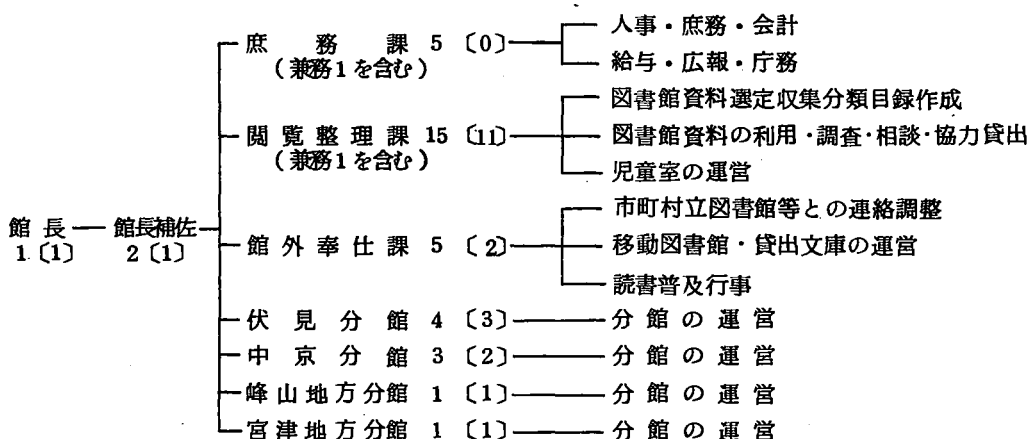 人事・庶務・会計
庶務課 5 〔0〕
(兼務1を含む)
給与・広報・庁務
図書館資料選定収集分類目録作成
閲覧整理課 15 〔11〕
図書館資料の利用・調査・相談・協力貸出
(兼務1を含む)
児童室の運営
市町村立図書館等との連絡調整
館長 館長補佐
1〔1〕 2〔1〕
館外奉仕課 5 〔2〕
移動図書館・貸出文庫の運営
読書普及行事
伏見分館 4 〔3〕 分館の運営
中京分館 3 〔2〕 分館の運営
峰山地方分館 1 〔1〕 分館の運営
宮津地方分館 1 〔1〕 分館の運営